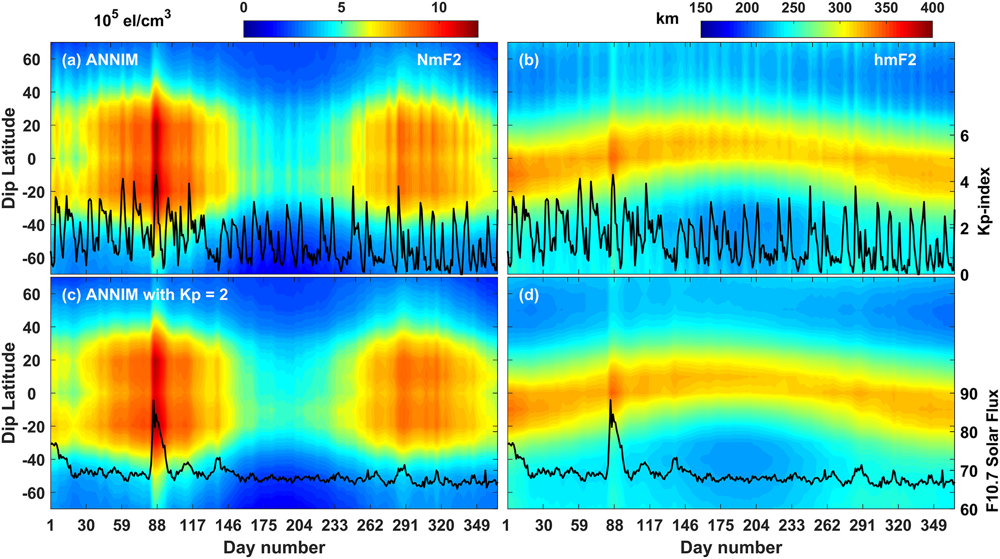 10^5 el/cm^3
0 5 10
km
150 200 250 300 350 400
(a) ANNIM NmF2
60
40
20
0
-20
-40
-60
Dip Latitude
(b) hmF2
6
4
2
0
Kp-index
(c) ANNIM with Kp = 2
60
40
20
0
-20
-40
-60
Dip Latitude
1 30 59 88 117 146 175 204 233 262 291 320 349
Day number
(d)
90
80
70
60
F10.7 Solar Flux
1 30 59 88 117 146 175 204 233 262 291 320 349
Day number